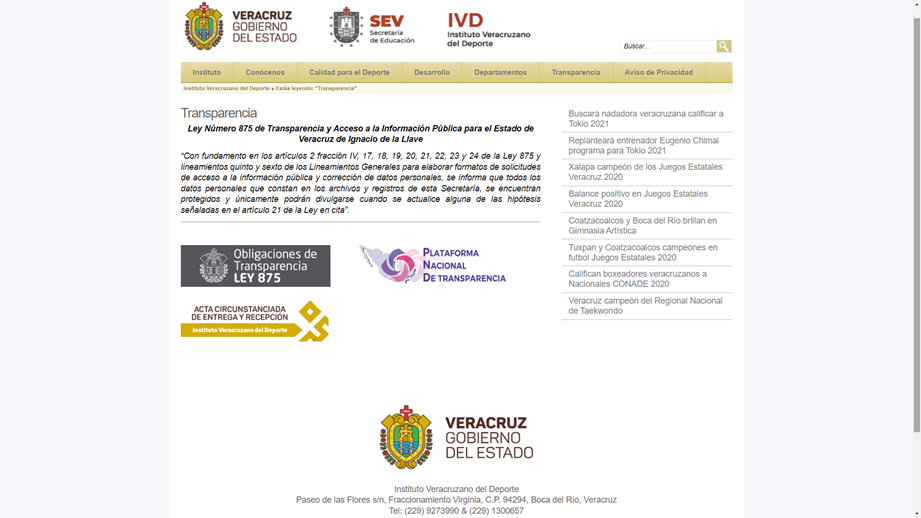 VERACRUZ
GOBIERNO
DEL ESTADO
SEV
Secretaría
de Educación
IVD
Instituto Veracruzano
del Deporte
Buscar...
Instituto
Conócenos
Calidad para el Deporte
Desarrollo
Departamentos
Transparencia
Aviso de Privacidad
Instituto Veracruzano del Deporte » Estás leyendo: "Transparencia"
Transparencia
Ley Número 875 de Transparencia y Acceso a la Información Pública para el Estado de
Veracruz de Ignacio de la Llave
“Con fundamento en los artículos 2 fracción IV, 17, 18, 19, 20, 21, 22, 23 y 24 de la Ley 875 y
lineamientos quinto y sexto de los Lineamientos Generales para elaborar formatos de solicitudes
de acceso a la información pública y corrección de datos personales, se informa que todos los
datos personales que constan en los archivos y registros de esta Secretaría, se encuentran
protegidos y únicamente podrán divulgarse cuando se actualice alguna de las hipótesis
señaladas en el artículo 21 de la Ley en cita”.
Obligaciones de
Transparencia
LEY 875
PLATAFORMA
NACIONAL
DE TRANSPARENCIA
ACTA CIRCUNSTANCIADA
DE ENTREGA Y RECEPCIÓN
Instituto Veracruzano del Deporte
Buscará nadadora veracruzana calificar a
Tokio 2021
Replanteará entrenador Eugenio Chimal
programa para Tokio 2021
Xalapa campeón de los Juegos Estatales
Veracruz 2020
Balance positivo en Juegos Estatales
Veracruz 2020
Coatzacoalcos y Boca del Río brillan en
Gimnasia Artística
Tuxpan y Coatzacoalcos campeones en
futbol Juegos Estatales 2020
Califican boxeadores veracruzanos a
Nacionales CONADE 2020
Veracruz campeón del Regional Nacional
de Taekwondo
VERACRUZ
GOBIERNO
DEL ESTADO
Instituto Veracruzano del Deporte
Paseo de las Flores s/n, Fraccionamiento Virginia, C.P. 94294, Boca del Río, Veracruz
Tel: (229) 9273990 & (229) 1300657